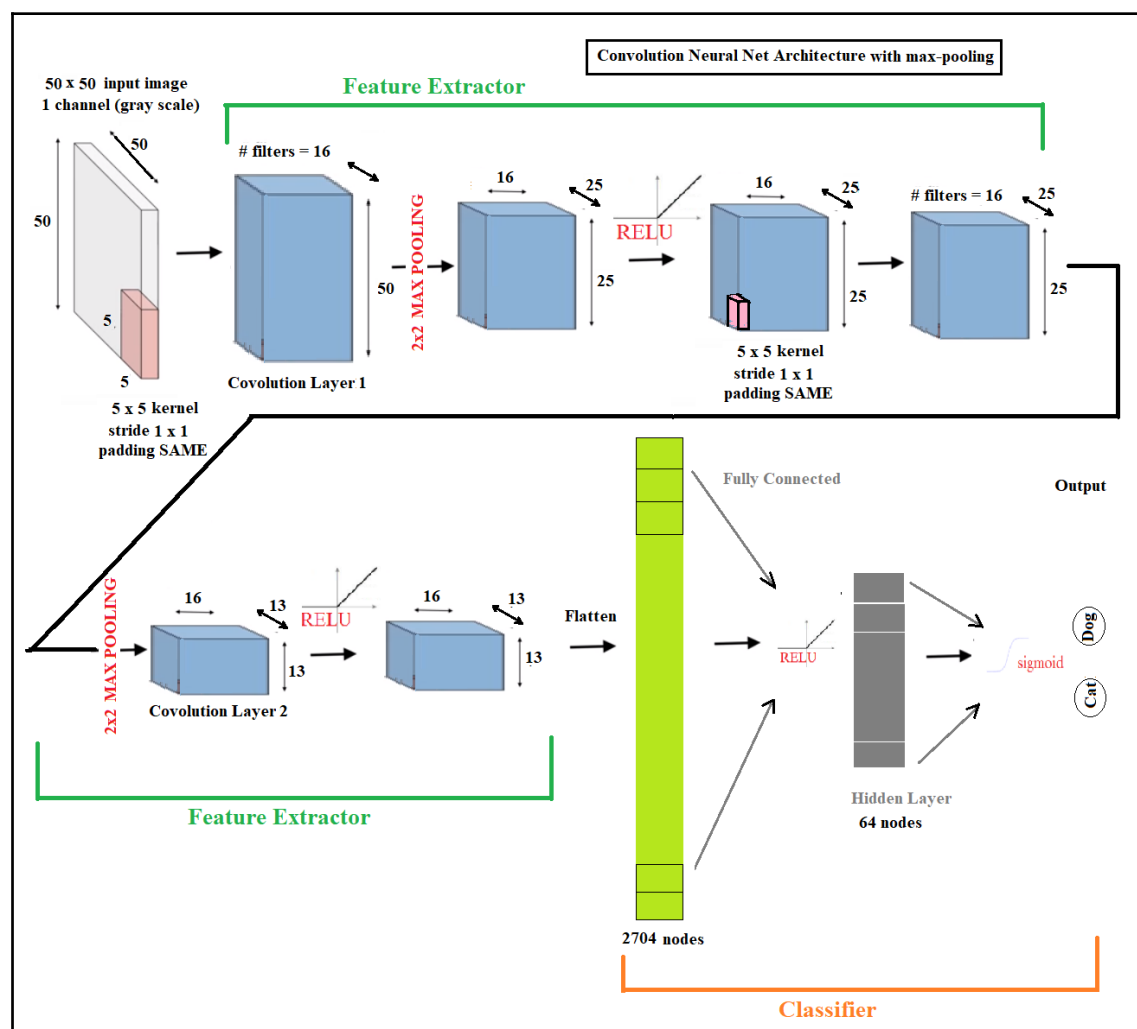 Convolution Neural Net Architecture with max-pooling
50 x 50 input image
1 channel (gray scale)
Feature Extractor
50
50
5
5
5 x 5 kernel
stride 1 x 1
padding SAME
# filters = 16
50
Covolution Layer 1
2x2 MAX POOLING
16
25
25
RELU
16
25
25
5 x 5 kernel
stride 1 x 1
padding SAME
# filters = 16
25
25
2x2 MAX POOLING
16
13
13
Covolution Layer 2
RELU
16
13
13
Feature Extractor
Flatten
2704 nodes
Fully Connected
RELU
Hidden Layer
64 nodes
sigmoid
Output
Dog
Cat
Classifier